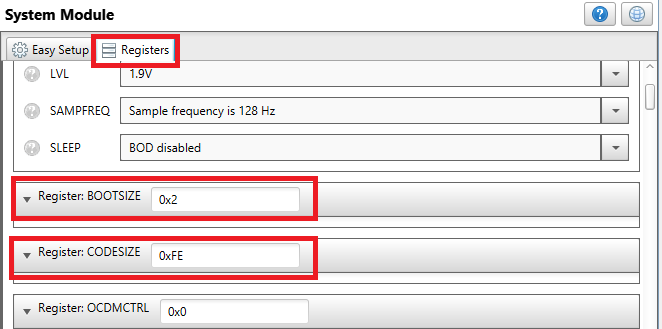 System Module
Easy Setup Registers
LVL 1.9V
SAMPFREQ Sample frequency is 128 Hz
SLEEP BOD disabled
Register: BOOTSIZE 0x2
Register: CODESIZE 0xFE
Register: OCDMCTRL 0x0